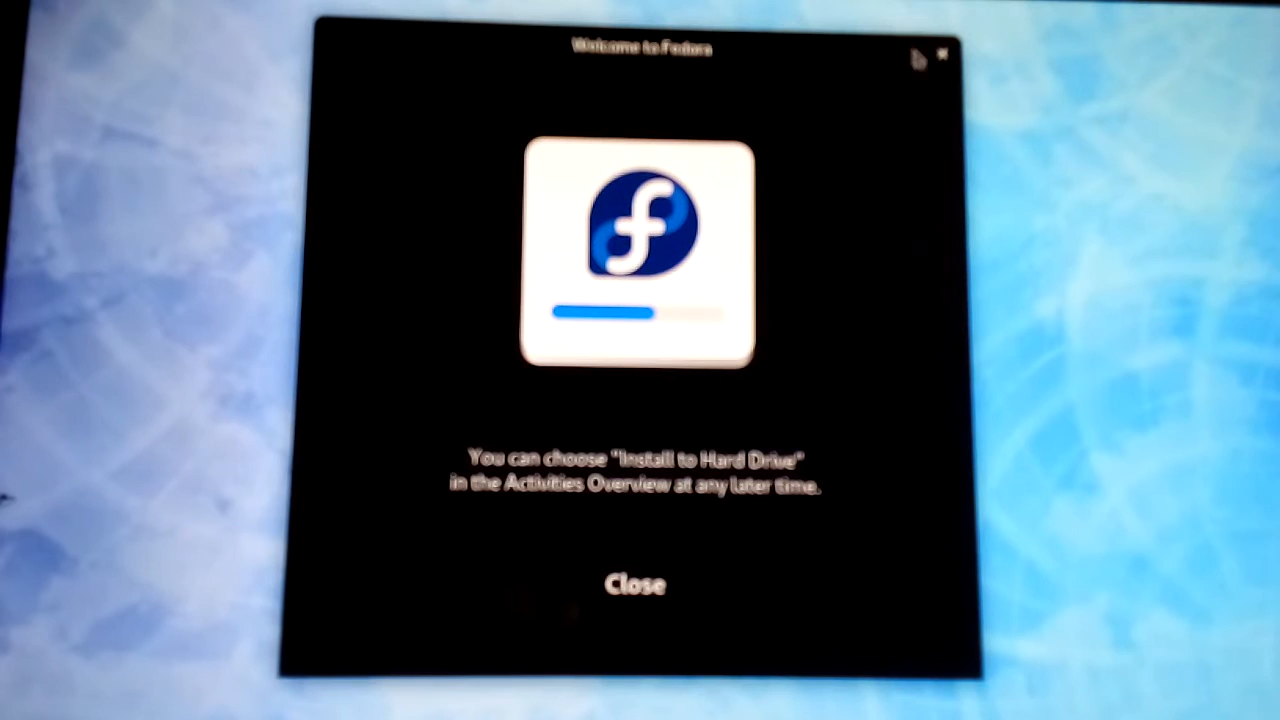 Welcome to Fedora
You can choose "Install to Hard Drive"
in the Activities Overview at any later time.
Close